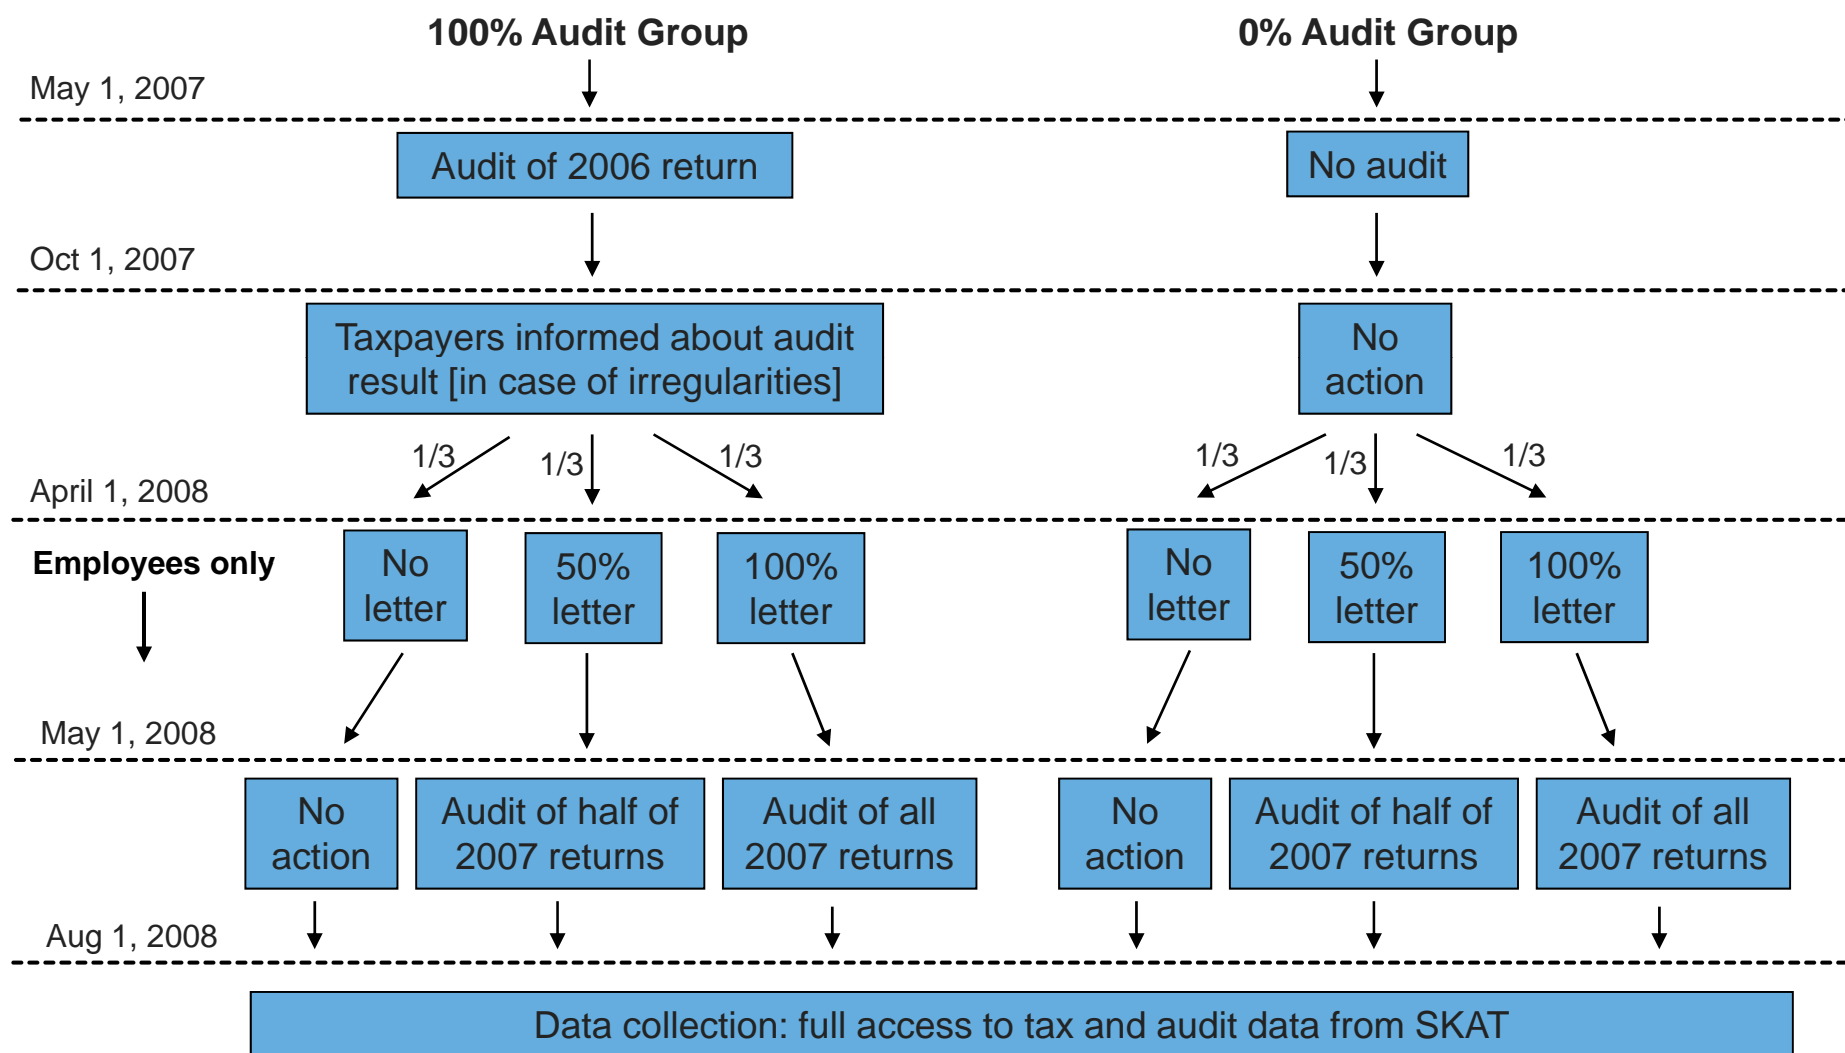 100% Audit Group
0% Audit Group
May 1, 2007
Audit of 2006 return
No audit
Oct 1, 2007
Taxpayers informed about audit
result [in case of irregularities]
No
action
1/3
1/3
1/3
1/3
1/3
1/3
April 1, 2008
Employees only
No
letter
50%
letter
100%
letter
No
letter
50%
letter
100%
letter
May 1, 2008
No
action
Audit of half of
2007 returns
Audit of all
2007 returns
No
action
Audit of half of
2007 returns
Audit of all
2007 returns
Aug 1, 2008
Data collection: full access to tax and audit data from SKAT